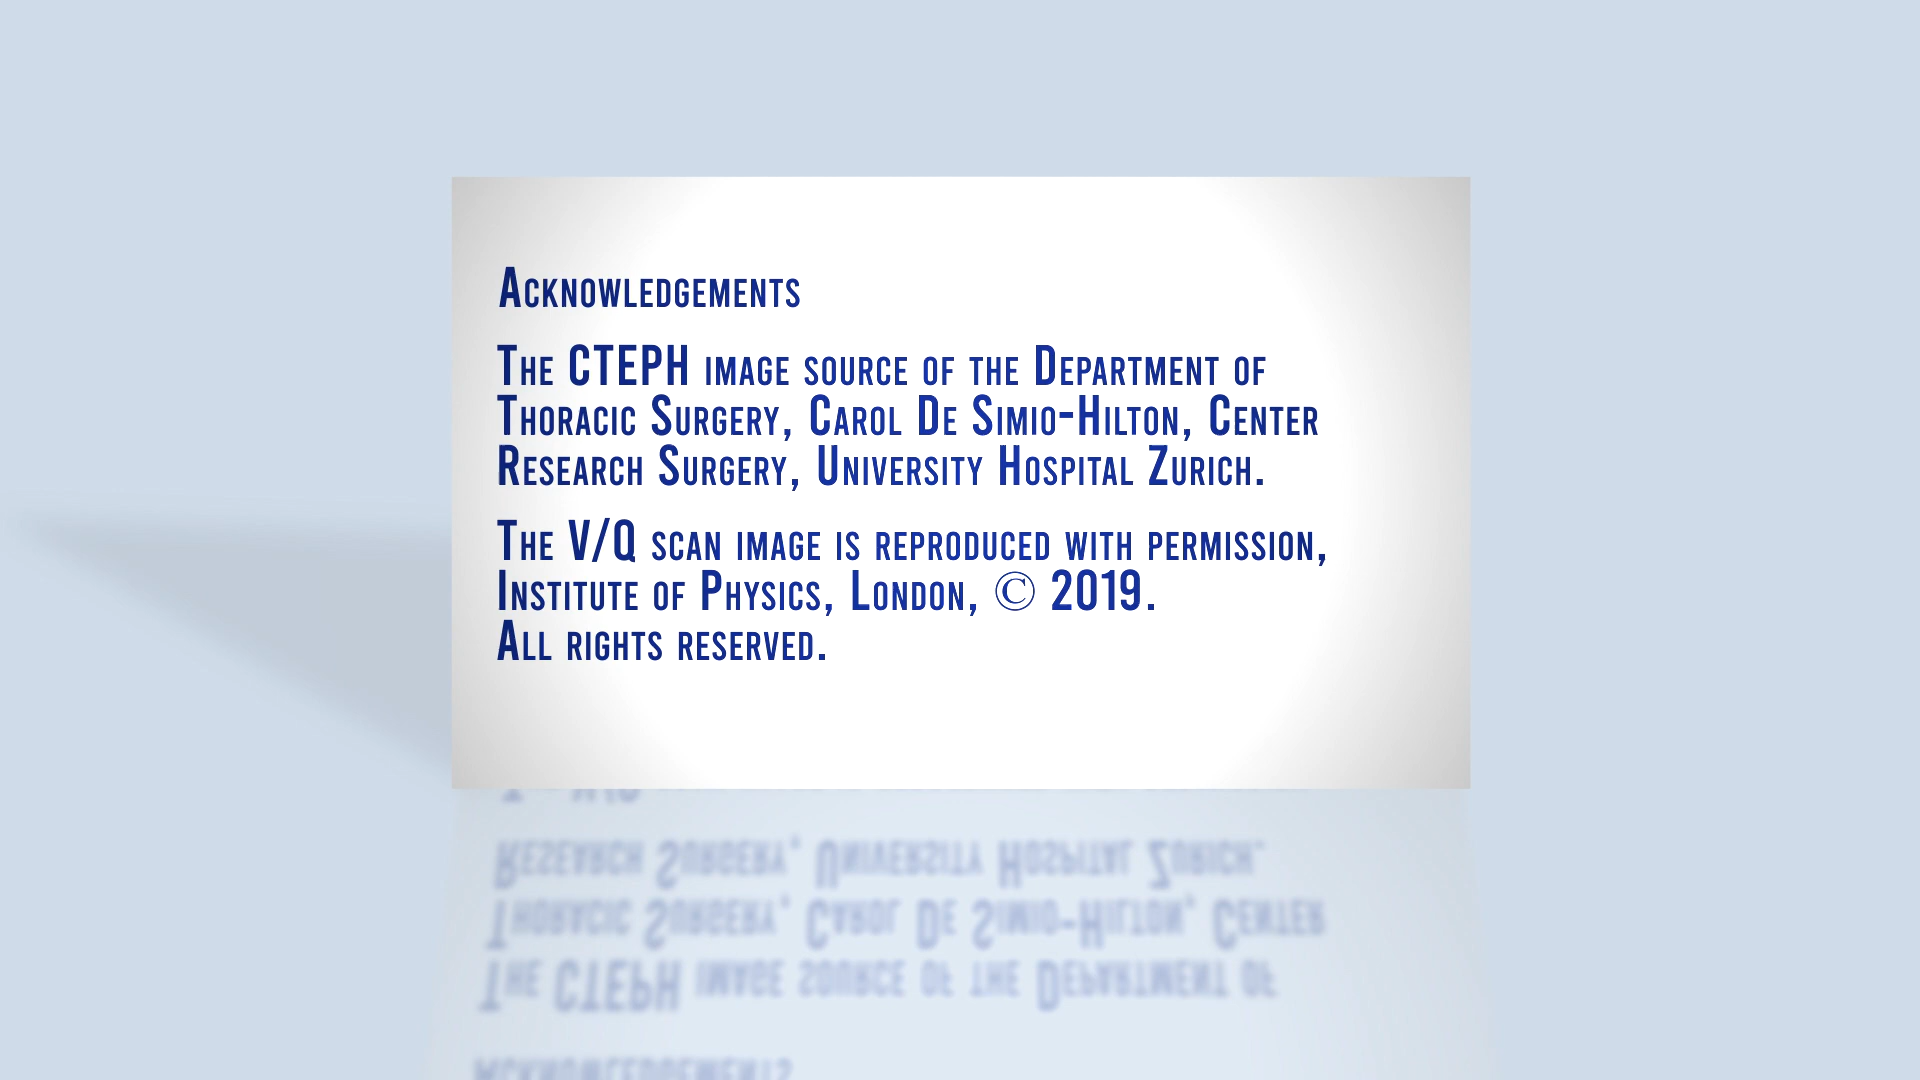 Acknowledgements
The CTEPH image source of the Department of
Thoracic Surgery, Carol De Simio-Hilton, Center
Research Surgery, University Hospital Zurich.
The V/Q scan image is reproduced with permission,
Institute of Physics, London, © 2019.
All rights reserved.